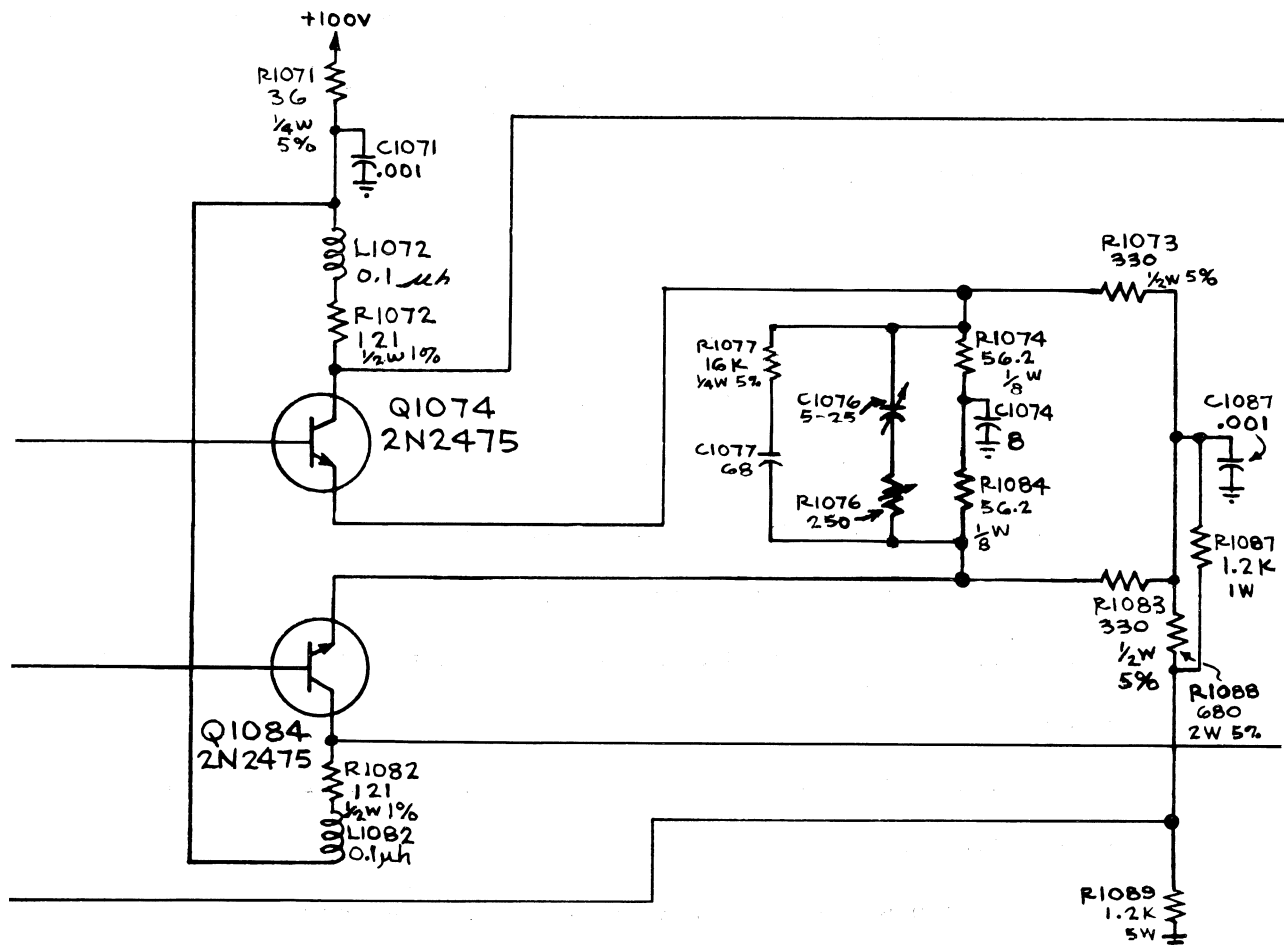 +100V
R1071
36
¼W
5%
C1071
.001
L1072
0.1 µh
R1072
121
½W 1%
Q1074
2N2475
R1073
330
½W 5%
R1077
16K
¼W 5%
C1077
68
C1076
5-25
R1076
250
R1074
56.2
⅛W
C1074
8
R1084
56.2
⅛W
C1087
.001
R1087
1.2K
1W
R1083
330
½W
5%
R1088
680
2W 5%
Q1084
2N2475
R1082
121
½W 1%
L1082
0.1µh
R1089
1.2K
5W